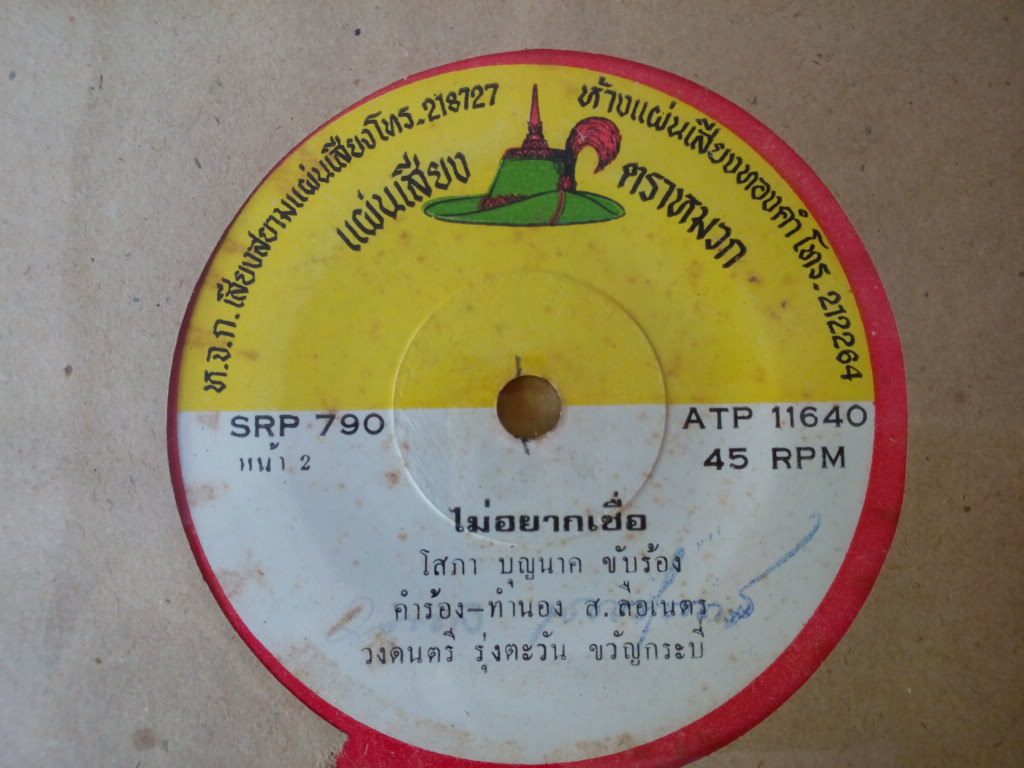 ห.จ.ก. เสียงสยามแผ่นเสียง โทร. 218727
ห้างแผ่นเสียงทองคำ โทร. 212264
แผ่นเสียง ตราหมวก
SRP 790
ATP 11640
หน้า 2
45 RPM
ไม่อยากเชื่อ
โสภา บุญนาค ขับร้อง
คำร้อง-ทำนอง ส. ลือเนตร
วงดนตรี รุ่งตะวัน ขวัญกระบี่